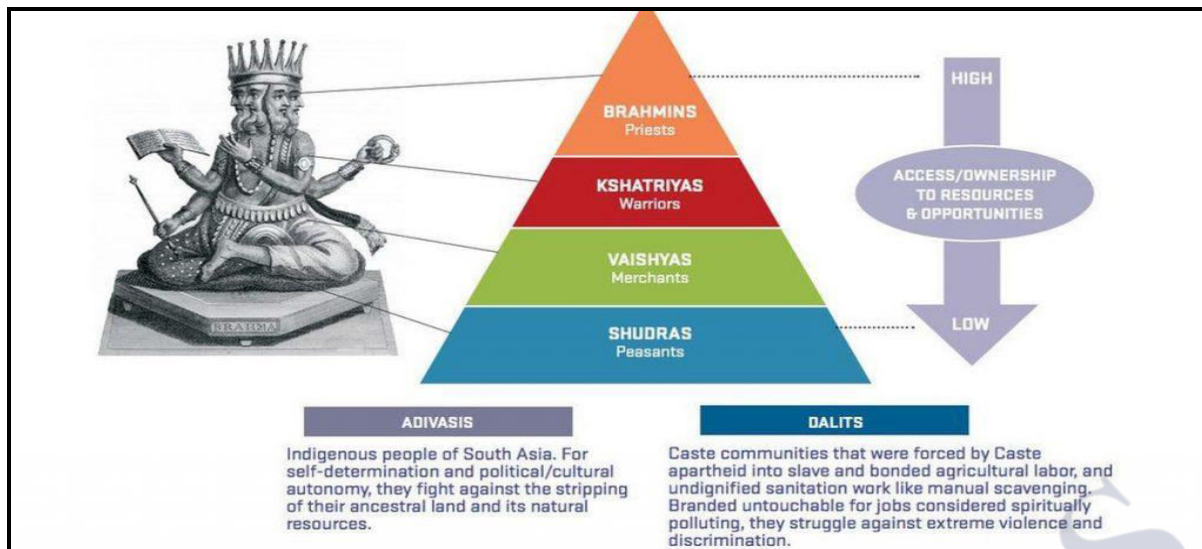 BRAHMINS
Priests
KSHATRIYAS
Warriors
VAISHYAS
Merchants
SHUDRAS
Peasants
BRAHMA
HIGH
ACCESS/OWNERSHIP
TO RESOURCES
& OPPORTUNITIES
LOW
ADIVASIS
Indigenous people of South Asia. For
self-determination and political/cultural
autonomy, they fight against the stripping
of their ancestral land and its natural
resources.
DALITS
Caste communities that were forced by Caste
apartheid into slave and bonded agricultural labor, and
undignified sanitation work like manual scavenging.
Branded untouchable for jobs considered spiritually
polluting, they struggle against extreme violence and
discrimination.